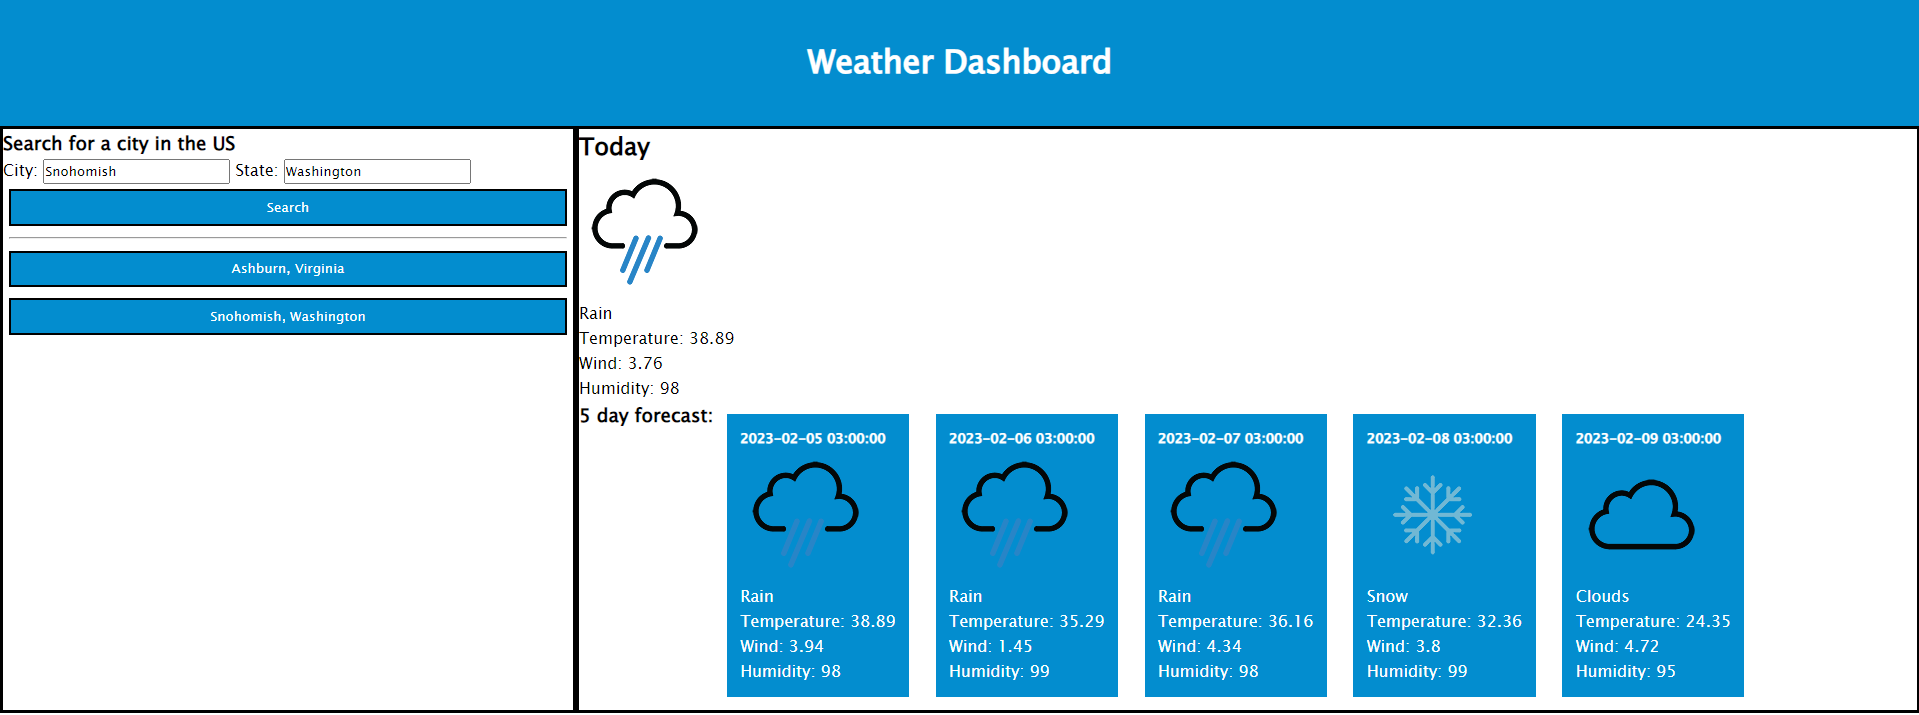 Weather Dashboard
Search for a city in the US
City: Snohomish State: Washington
Search
Ashburn, Virginia
Snohomish, Washington
Today
Rain
Temperature: 38.89
Wind: 3.76
Humidity: 98
5 day forecast:
2023-02-05 03:00:00
Rain
Temperature: 38.89
Wind: 3.94
Humidity: 98
2023-02-06 03:00:00
Rain
Temperature: 35.29
Wind: 1.45
Humidity: 99
2023-02-07 03:00:00
Rain
Temperature: 36.16
Wind: 4.34
Humidity: 98
2023-02-08 03:00:00
Snow
Temperature: 32.36
Wind: 3.8
Humidity: 99
2023-02-09 03:00:00
Clouds
Temperature: 24.35
Wind: 4.72
Humidity: 95